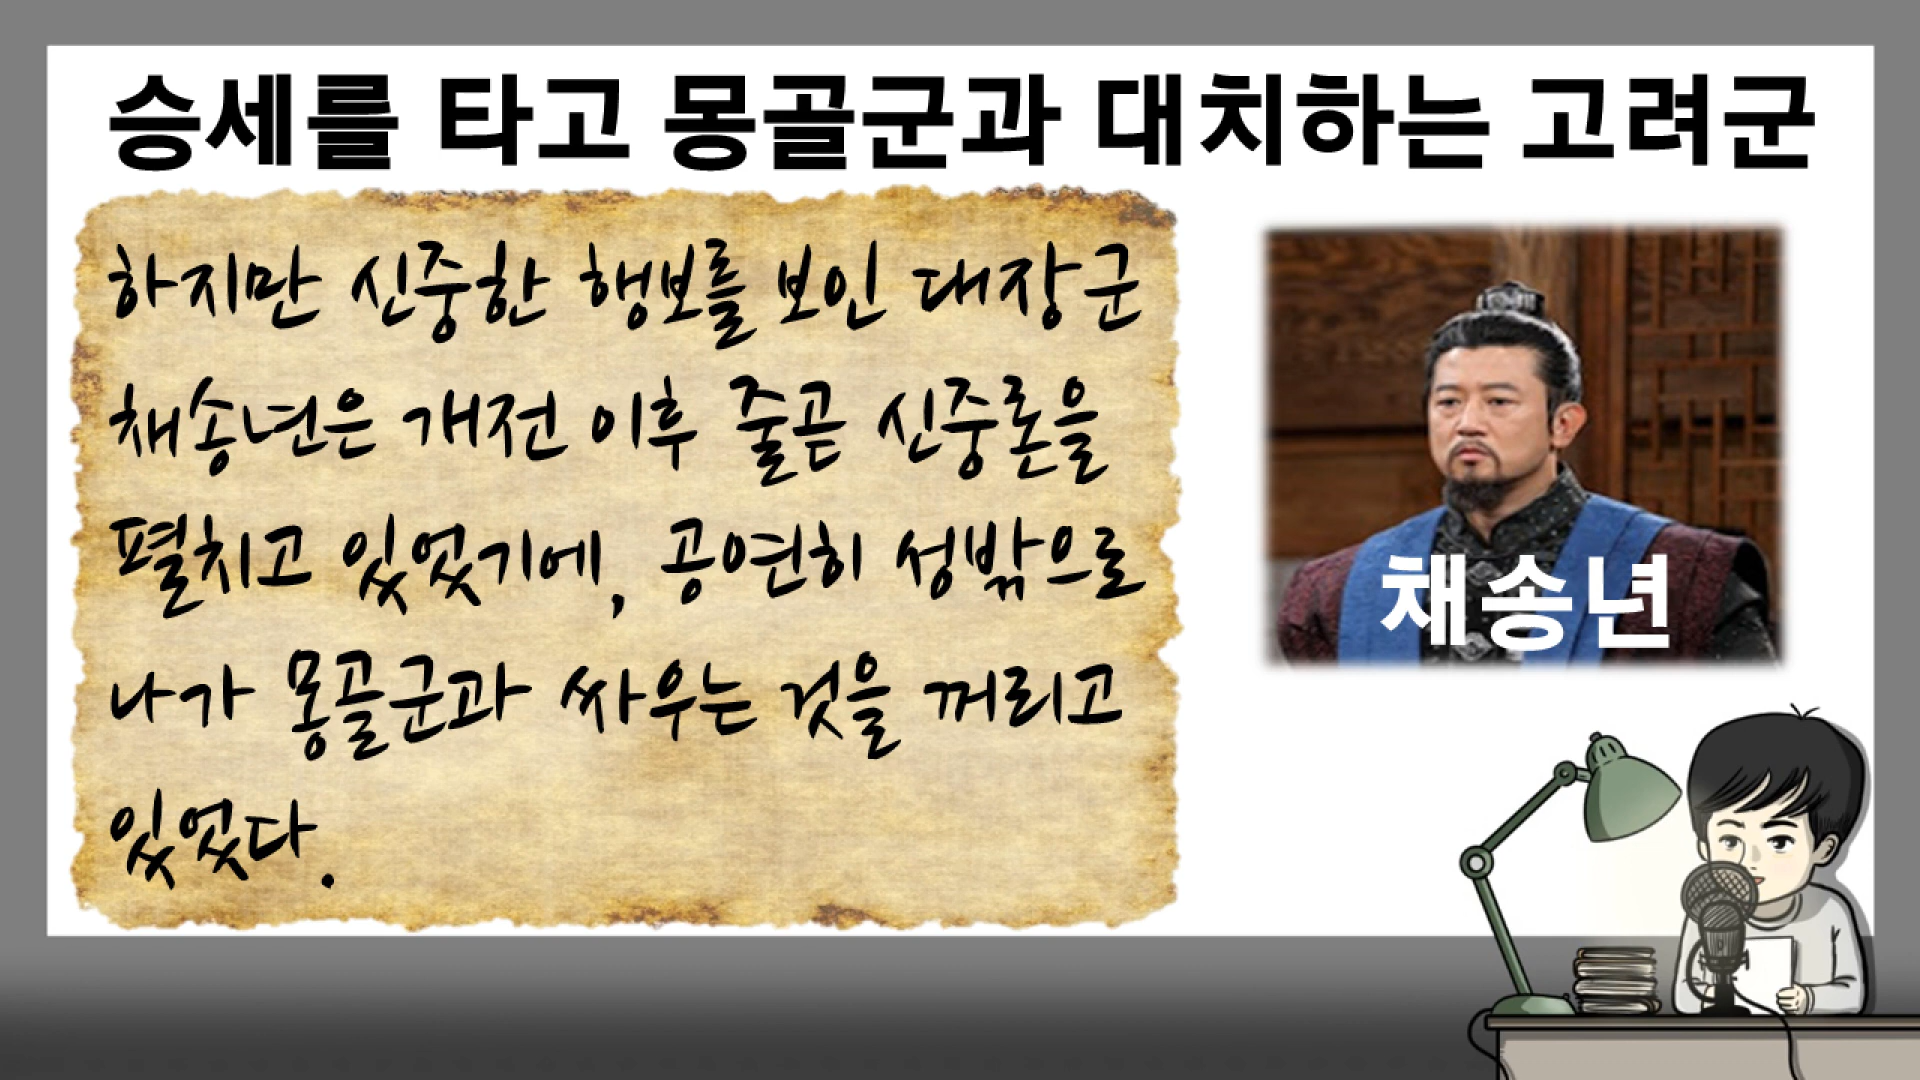 승세를 타고 몽골군과 대치하는 고려군
하지만 신중한 행보를 보인 대장군
채송년은 개전 이후 줄곧 신중론을
펼치고 있었기에, 공연히 성밖으로
나가 몽골군과 싸우는 것을 꺼리고
있었다.
채송년